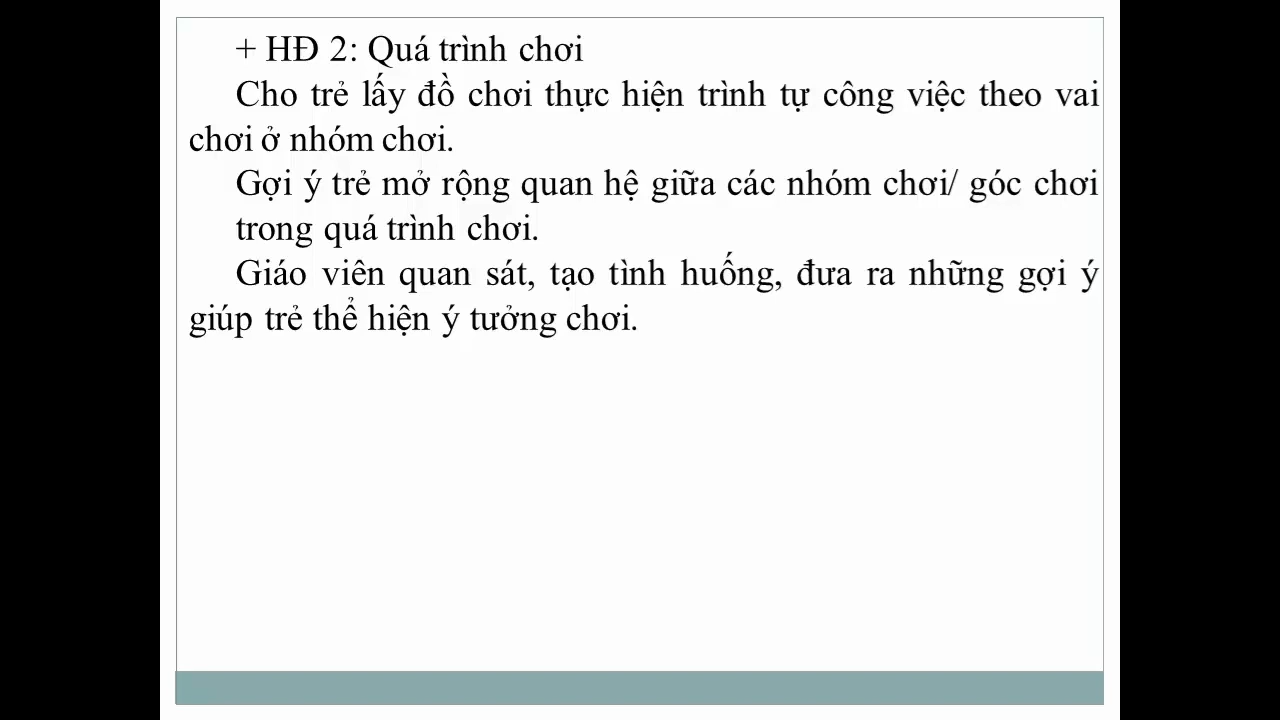 + HĐ 2: Quá trình chơi
Cho trẻ lấy đồ chơi thực hiện trình tự công việc theo vai
chơi ở nhóm chơi.
Gợi ý trẻ mở rộng quan hệ giữa các nhóm chơi/ góc chơi
trong quá trình chơi.
Giáo viên quan sát, tạo tình huống, đưa ra những gợi ý
giúp trẻ thể hiện ý tưởng chơi.